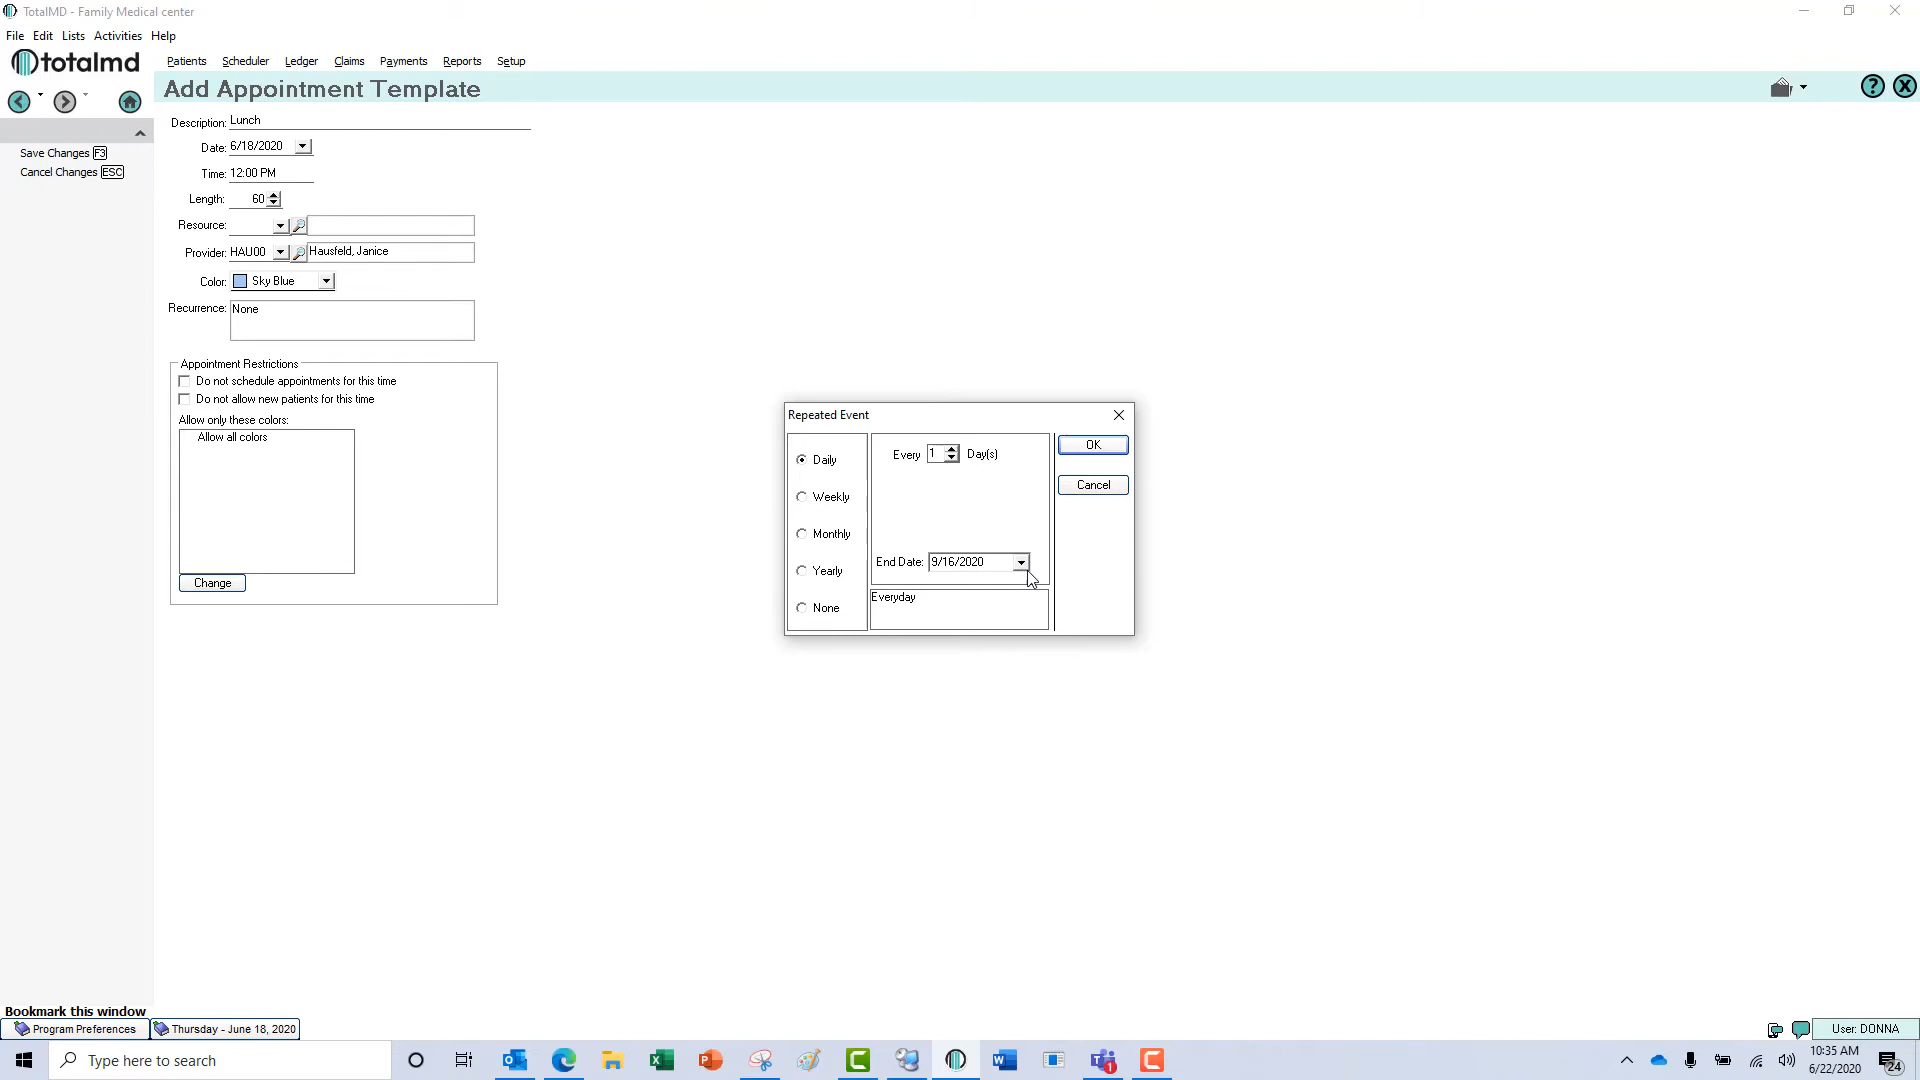 TotalMD - Family Medical center
File Edit Lists Activities Help
totalmd
Patients Scheduler Ledger Claims Payments Reports Setup
Add Appointment Template
Save Changes F3
Cancel Changes ESC
Description: Lunch
Date: 6/18/2020
Time: 12:00 PM
Length: 60
Resource:
Provider: HAU00 Hausfeld, Janice
Color: Sky Blue
Recurrence: None
Appointment Restrictions
Do not schedule appointments for this time
Do not allow new patients for this time
Allow only these colors:
Allow all colors
Change
Repeated Event
Daily
Weekly
Monthly
Yearly
None
Every 1 Day(s)
End Date: 9/16/2020
Everyday
OK
Cancel
Bookmark this window
Program Preferences
Thursday - June 18, 2020
User: DONNA
Type here to search
1
10:35 AM
6/22/2020
24